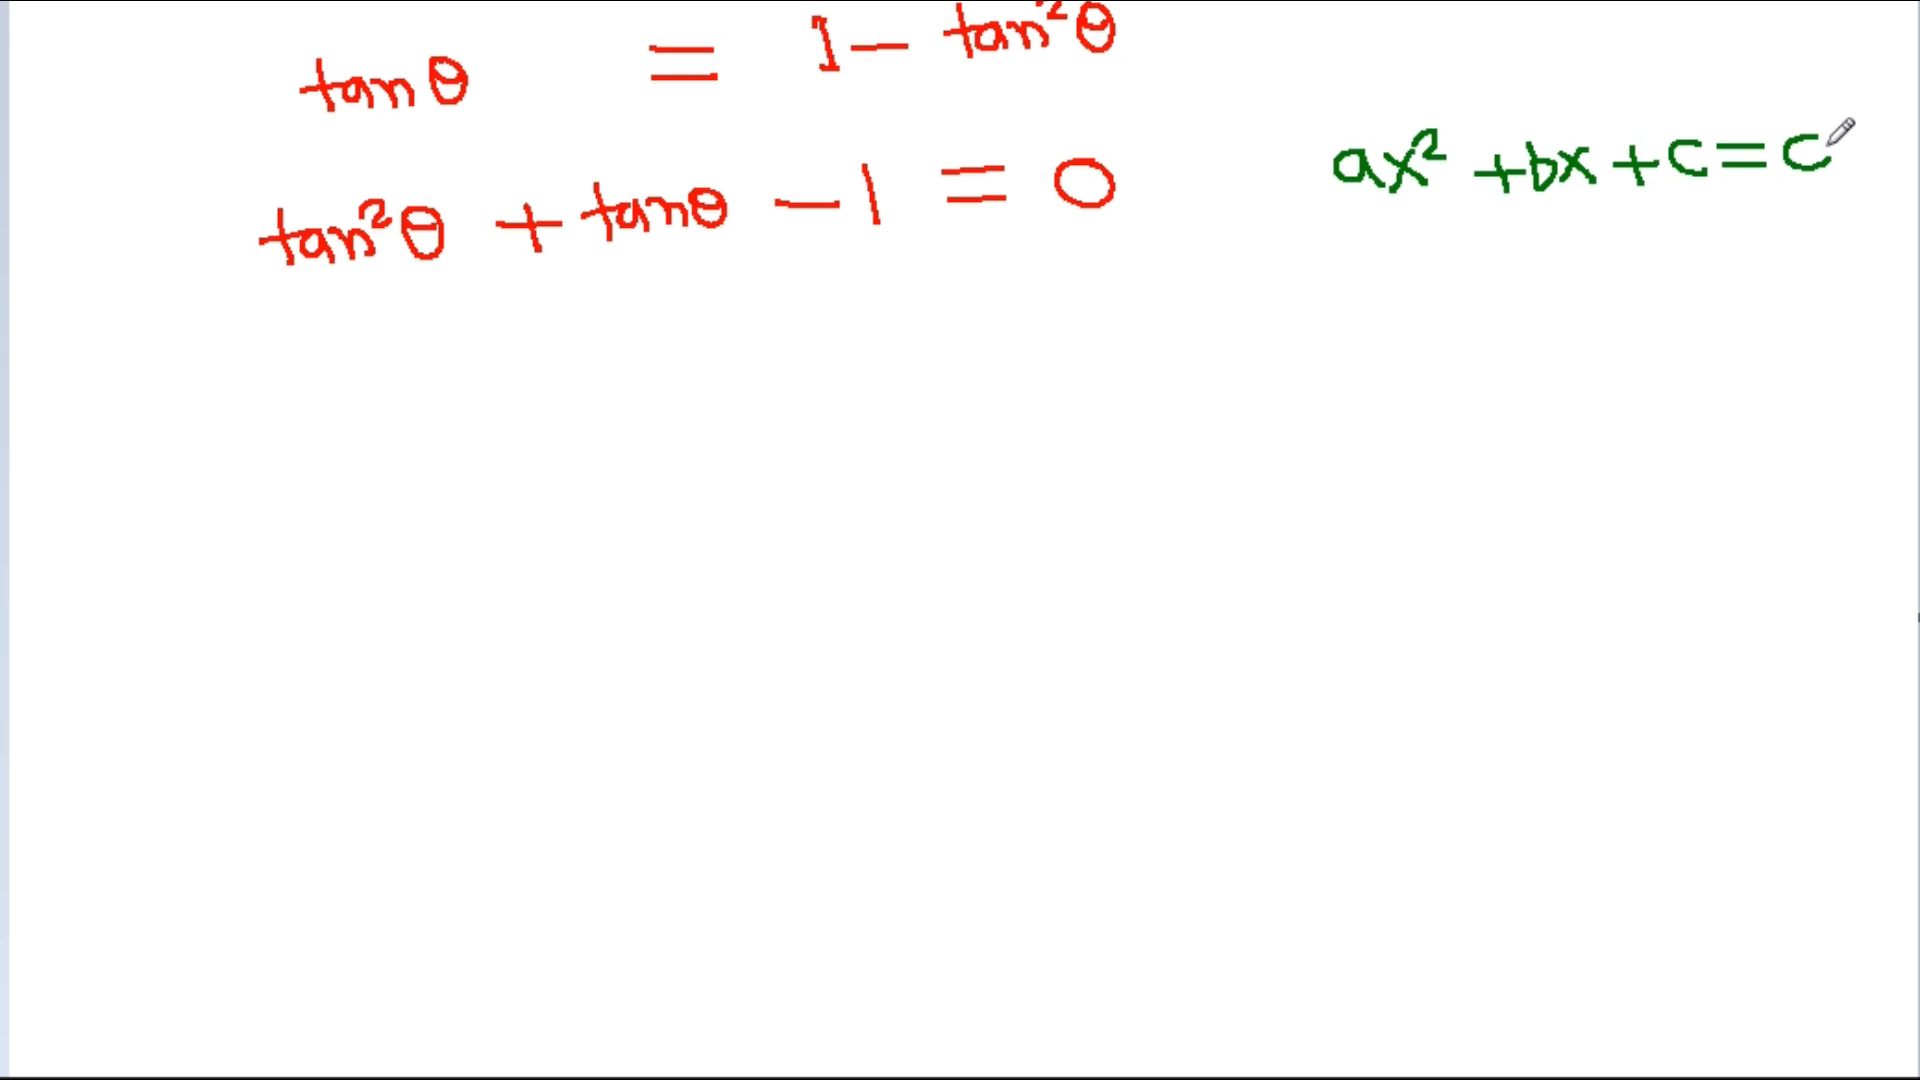 tanθ = 1 - tan²θ
tan²θ + tanθ - 1 = 0
ax² + bx + c = c